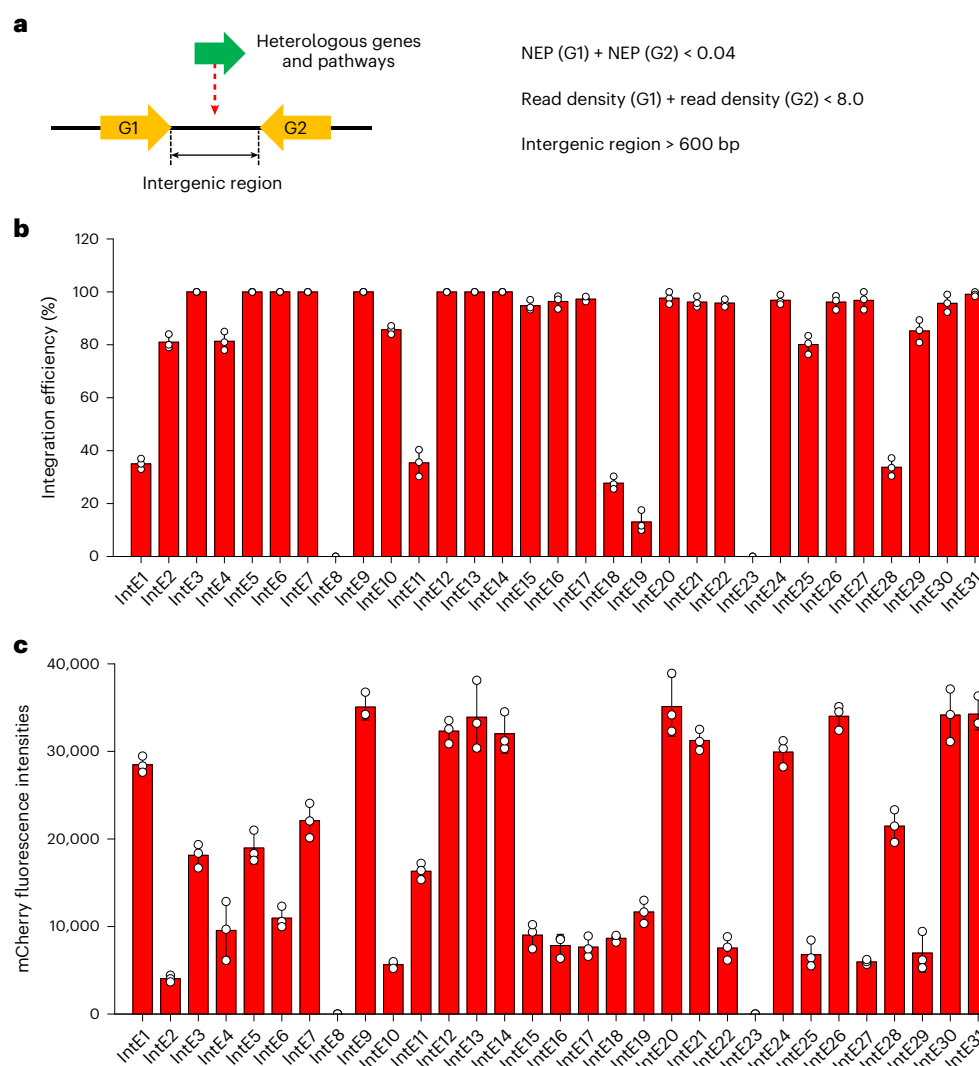 a
Heterologous genes
and pathways
G1
G2
Intergenic region
NEP (G1) + NEP (G2) < 0.04
Read density (G1) + read density (G2) < 8.0
Intergenic region > 600 bp
b
Integration efficiency (%)
120
100
80
60
40
20
0
IntE1
IntE2
IntE3
IntE4
IntE5
IntE6
IntE7
IntE8
IntE9
IntE10
IntE11
IntE12
IntE13
IntE14
IntE15
IntE16
IntE17
IntE18
IntE19
IntE20
IntE21
IntE22
IntE23
IntE24
IntE25
IntE26
IntE27
IntE28
IntE29
IntE30
IntE31
c
mCherry fluorescence intensities
40,000
30,000
20,000
10,000
0
IntE1
IntE2
IntE3
IntE4
IntE5
IntE6
IntE7
IntE8
IntE9
IntE10
IntE11
IntE12
IntE13
IntE14
IntE15
IntE16
IntE17
IntE18
IntE19
IntE20
IntE21
IntE22
IntE23
IntE24
IntE25
IntE26
IntE27
IntE28
IntE29
IntE30
IntE31